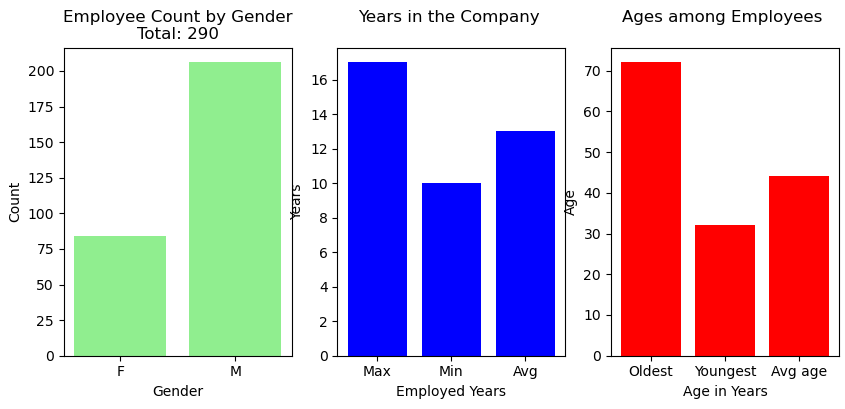 Employee Count by Gender
Total: 290
Count
200
175
150
125
100
75
50
25
0
F M
Gender
Years in the Company
Years
16
14
12
10
8
6
4
2
0
Max Min Avg
Employed Years
Ages among Employees
Age
70
60
50
40
30
20
10
0
Oldest Youngest Avg age
Age in Years